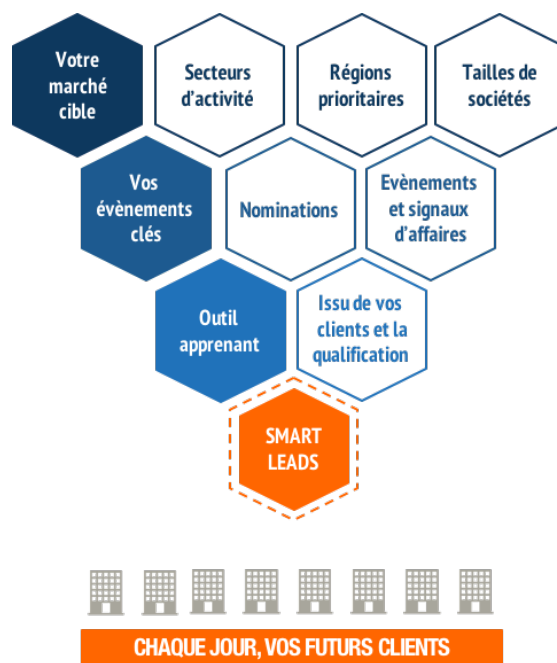 Votre
marché
cible
Secteurs
d'activité
Régions
prioritaires
Tailles de
sociétés
Vos
évènements
clés
Nominations
Evènements
et signaux
d'affaires
Outil
apprenant
Issu de vos
clients et la
qualification
SMART
LEADS
CHAQUE JOUR, VOS FUTURS CLIENTS